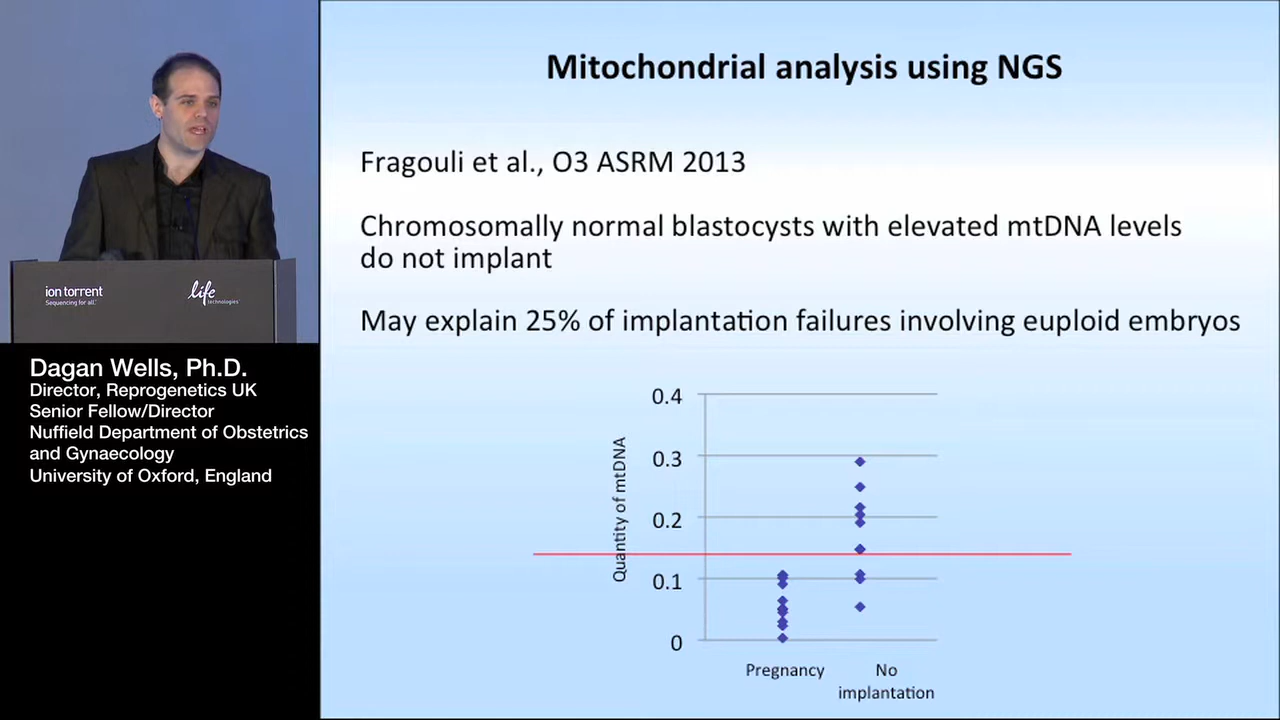 Mitochondrial analysis using NGS
Fragouli et al., O3 ASRM 2013
Chromosomally normal blastocysts with elevated mtDNA levels
do not implant
May explain 25% of implantation failures involving euploid embryos
Quantity of mtDNA
0.4
0.3
0.2
0.1
0
Pregnancy
No
implantation
ion torrent
Sequencing for all.
life
technologies
Dagan Wells, Ph.D.
Director, Reprogenetics UK
Senior Fellow/Director
Nuffield Department of Obstetrics
and Gynaecology
University of Oxford, England